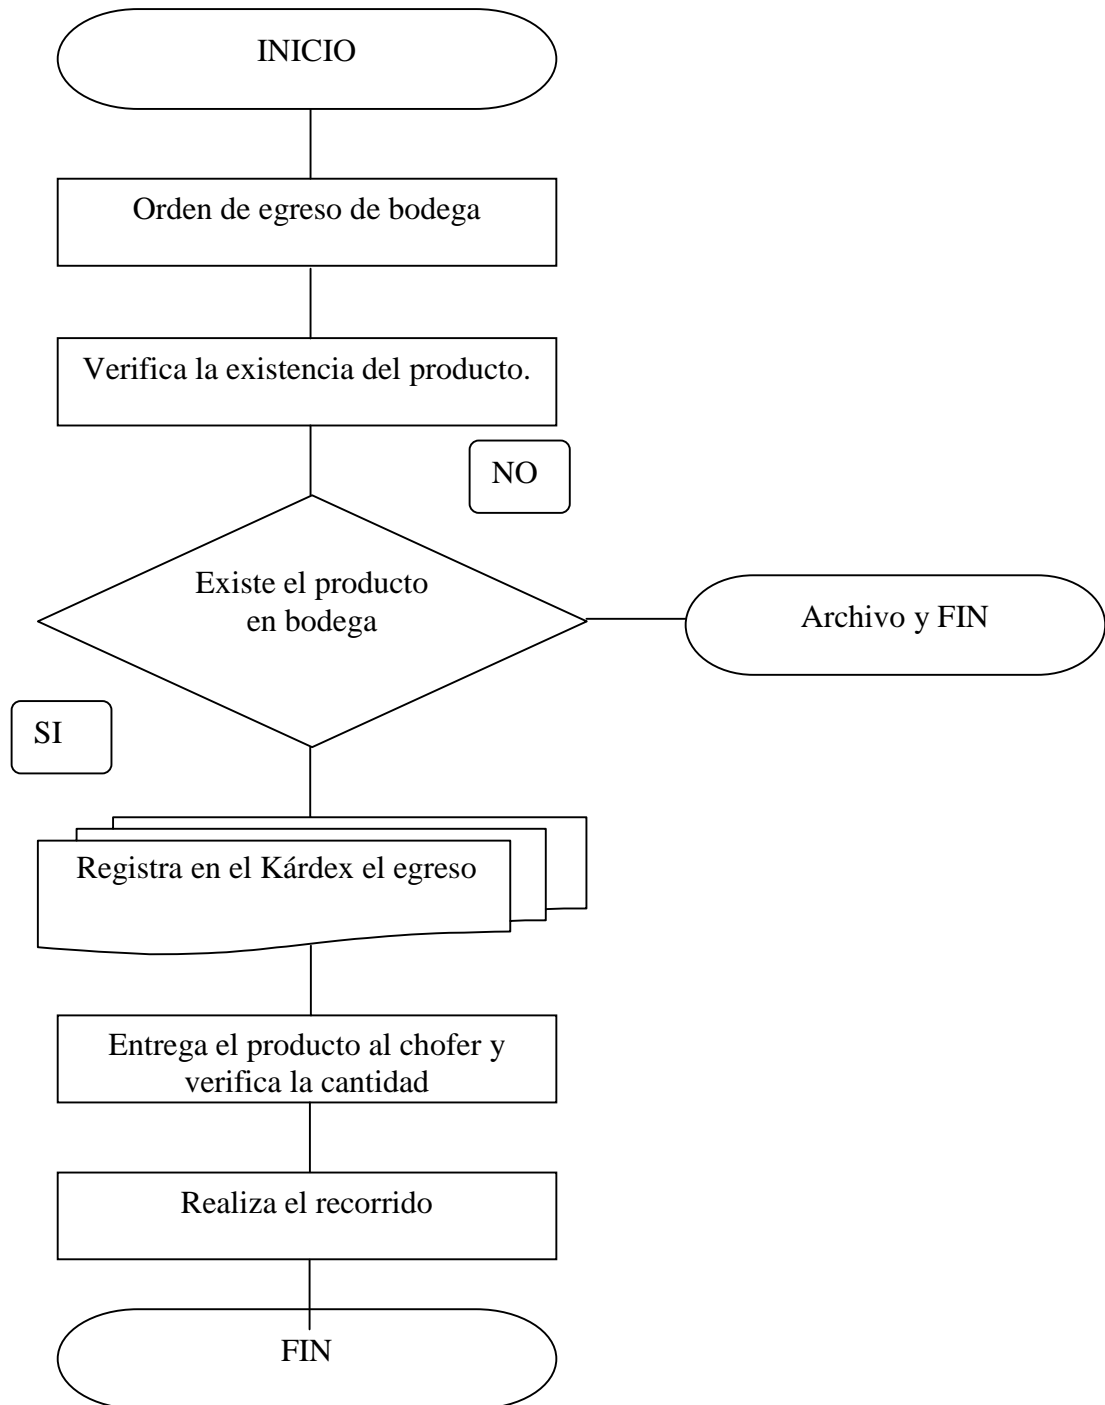 INICIO
Orden de egreso de bodega
Verifica la existencia del producto.
NO
Existe el producto
en bodega
Archivo y FIN
SI
Registra en el Kárdex el egreso
Entrega el producto al chofer y
verifica la cantidad
Realiza el recorrido
FIN